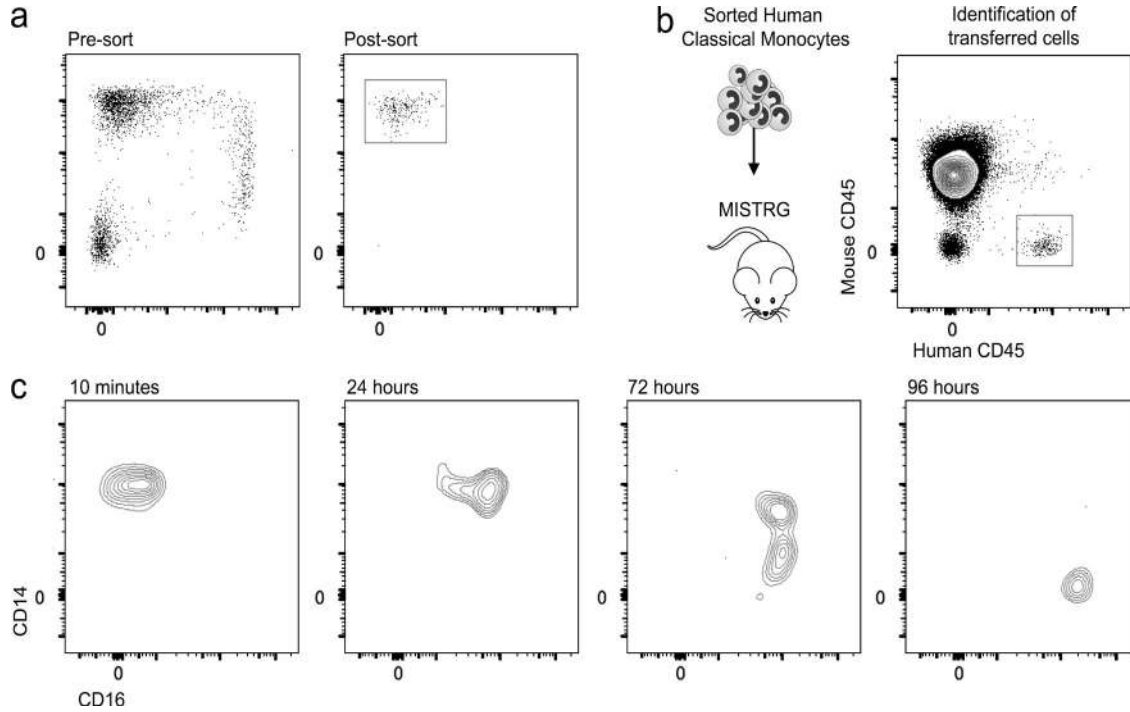 a
Pre-sort
0
0
Post-sort
0
0
b
Sorted Human
Classical Monocytes
MISTRG
Identification of
transferred cells
Mouse CD45
0
0
Human CD45
c
10 minutes
CD14
0
0
CD16
24 hours
0
0
72 hours
0
0
96 hours
0
0